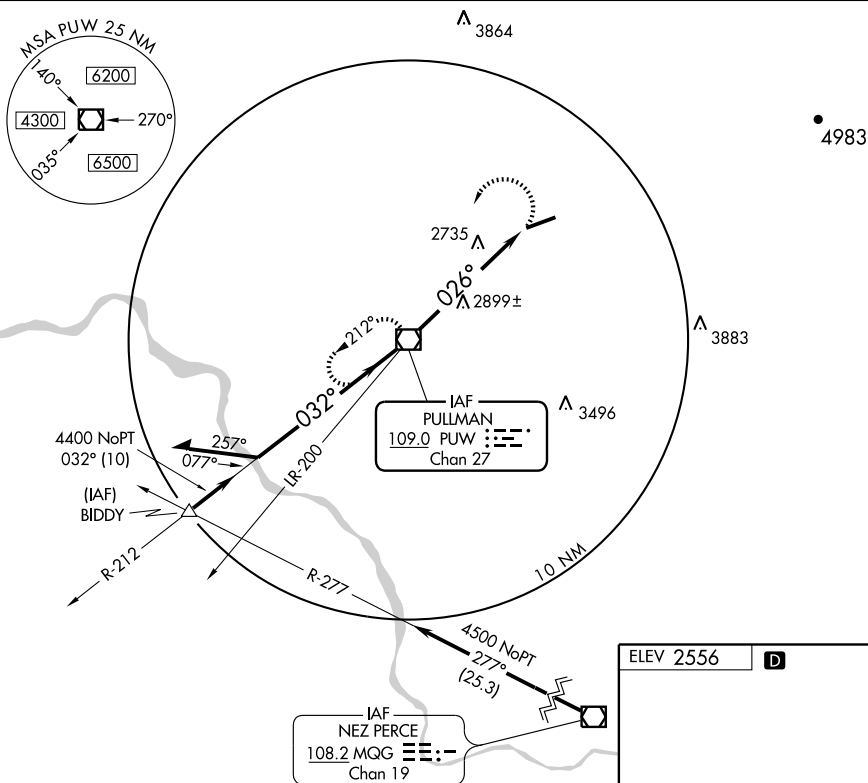 MSA PUW 25 NM
140°
6200
4300
270°
035°
6500
3864
4983
2735
026°
2899±
212°
3883
032°
IAF
PULLMAN
109.0 PUW
Chan 27
3496
4400 NoPT
032° (10)
257°
077°
LR-200
(IAF)
BIDDY
R-212
R-277
10 NM
4500 NoPT
277°
(25.3)
ELEV 2556 D
IAF
NEZ PERCE
108.2 MQG
Chan 19